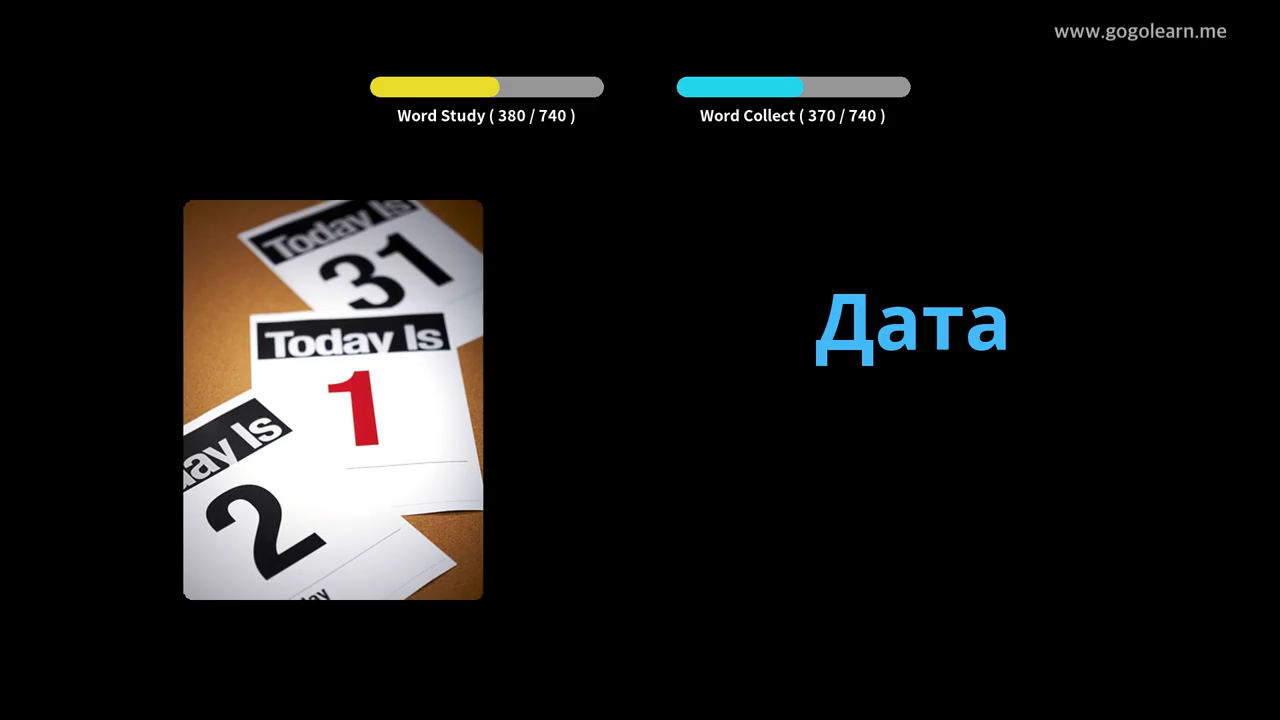 www.gogolearn.me
Word Study ( 380 / 740 )
Word Collect ( 370 / 740 )
Today Is
31
Today Is
1
ay Is
2
Дата